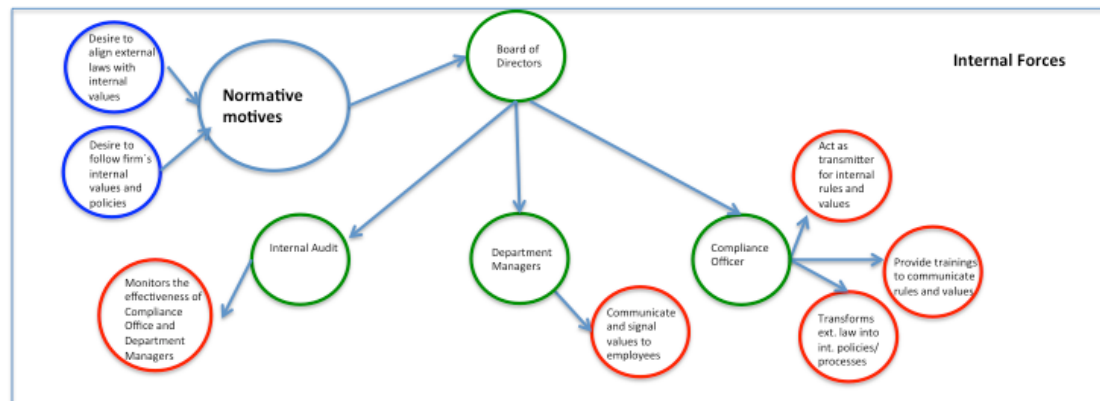 Desire to
align external
laws with
internal
values
Normative
motives
Board of
Directors
Internal Forces
Desire to
follow firm´s
internal
values and
policies
Act as
transmitter
for internal
rules and
values
Internal Audit
Department
Managers
Compliance
Officer
Provide trainings
to communicate
rules and values
Monitors the
effectiveness of
Compliance
Office and
Department
Managers
Communicate
and signal
values to
employees
Transforms
ext. law into
int. policies/
processes